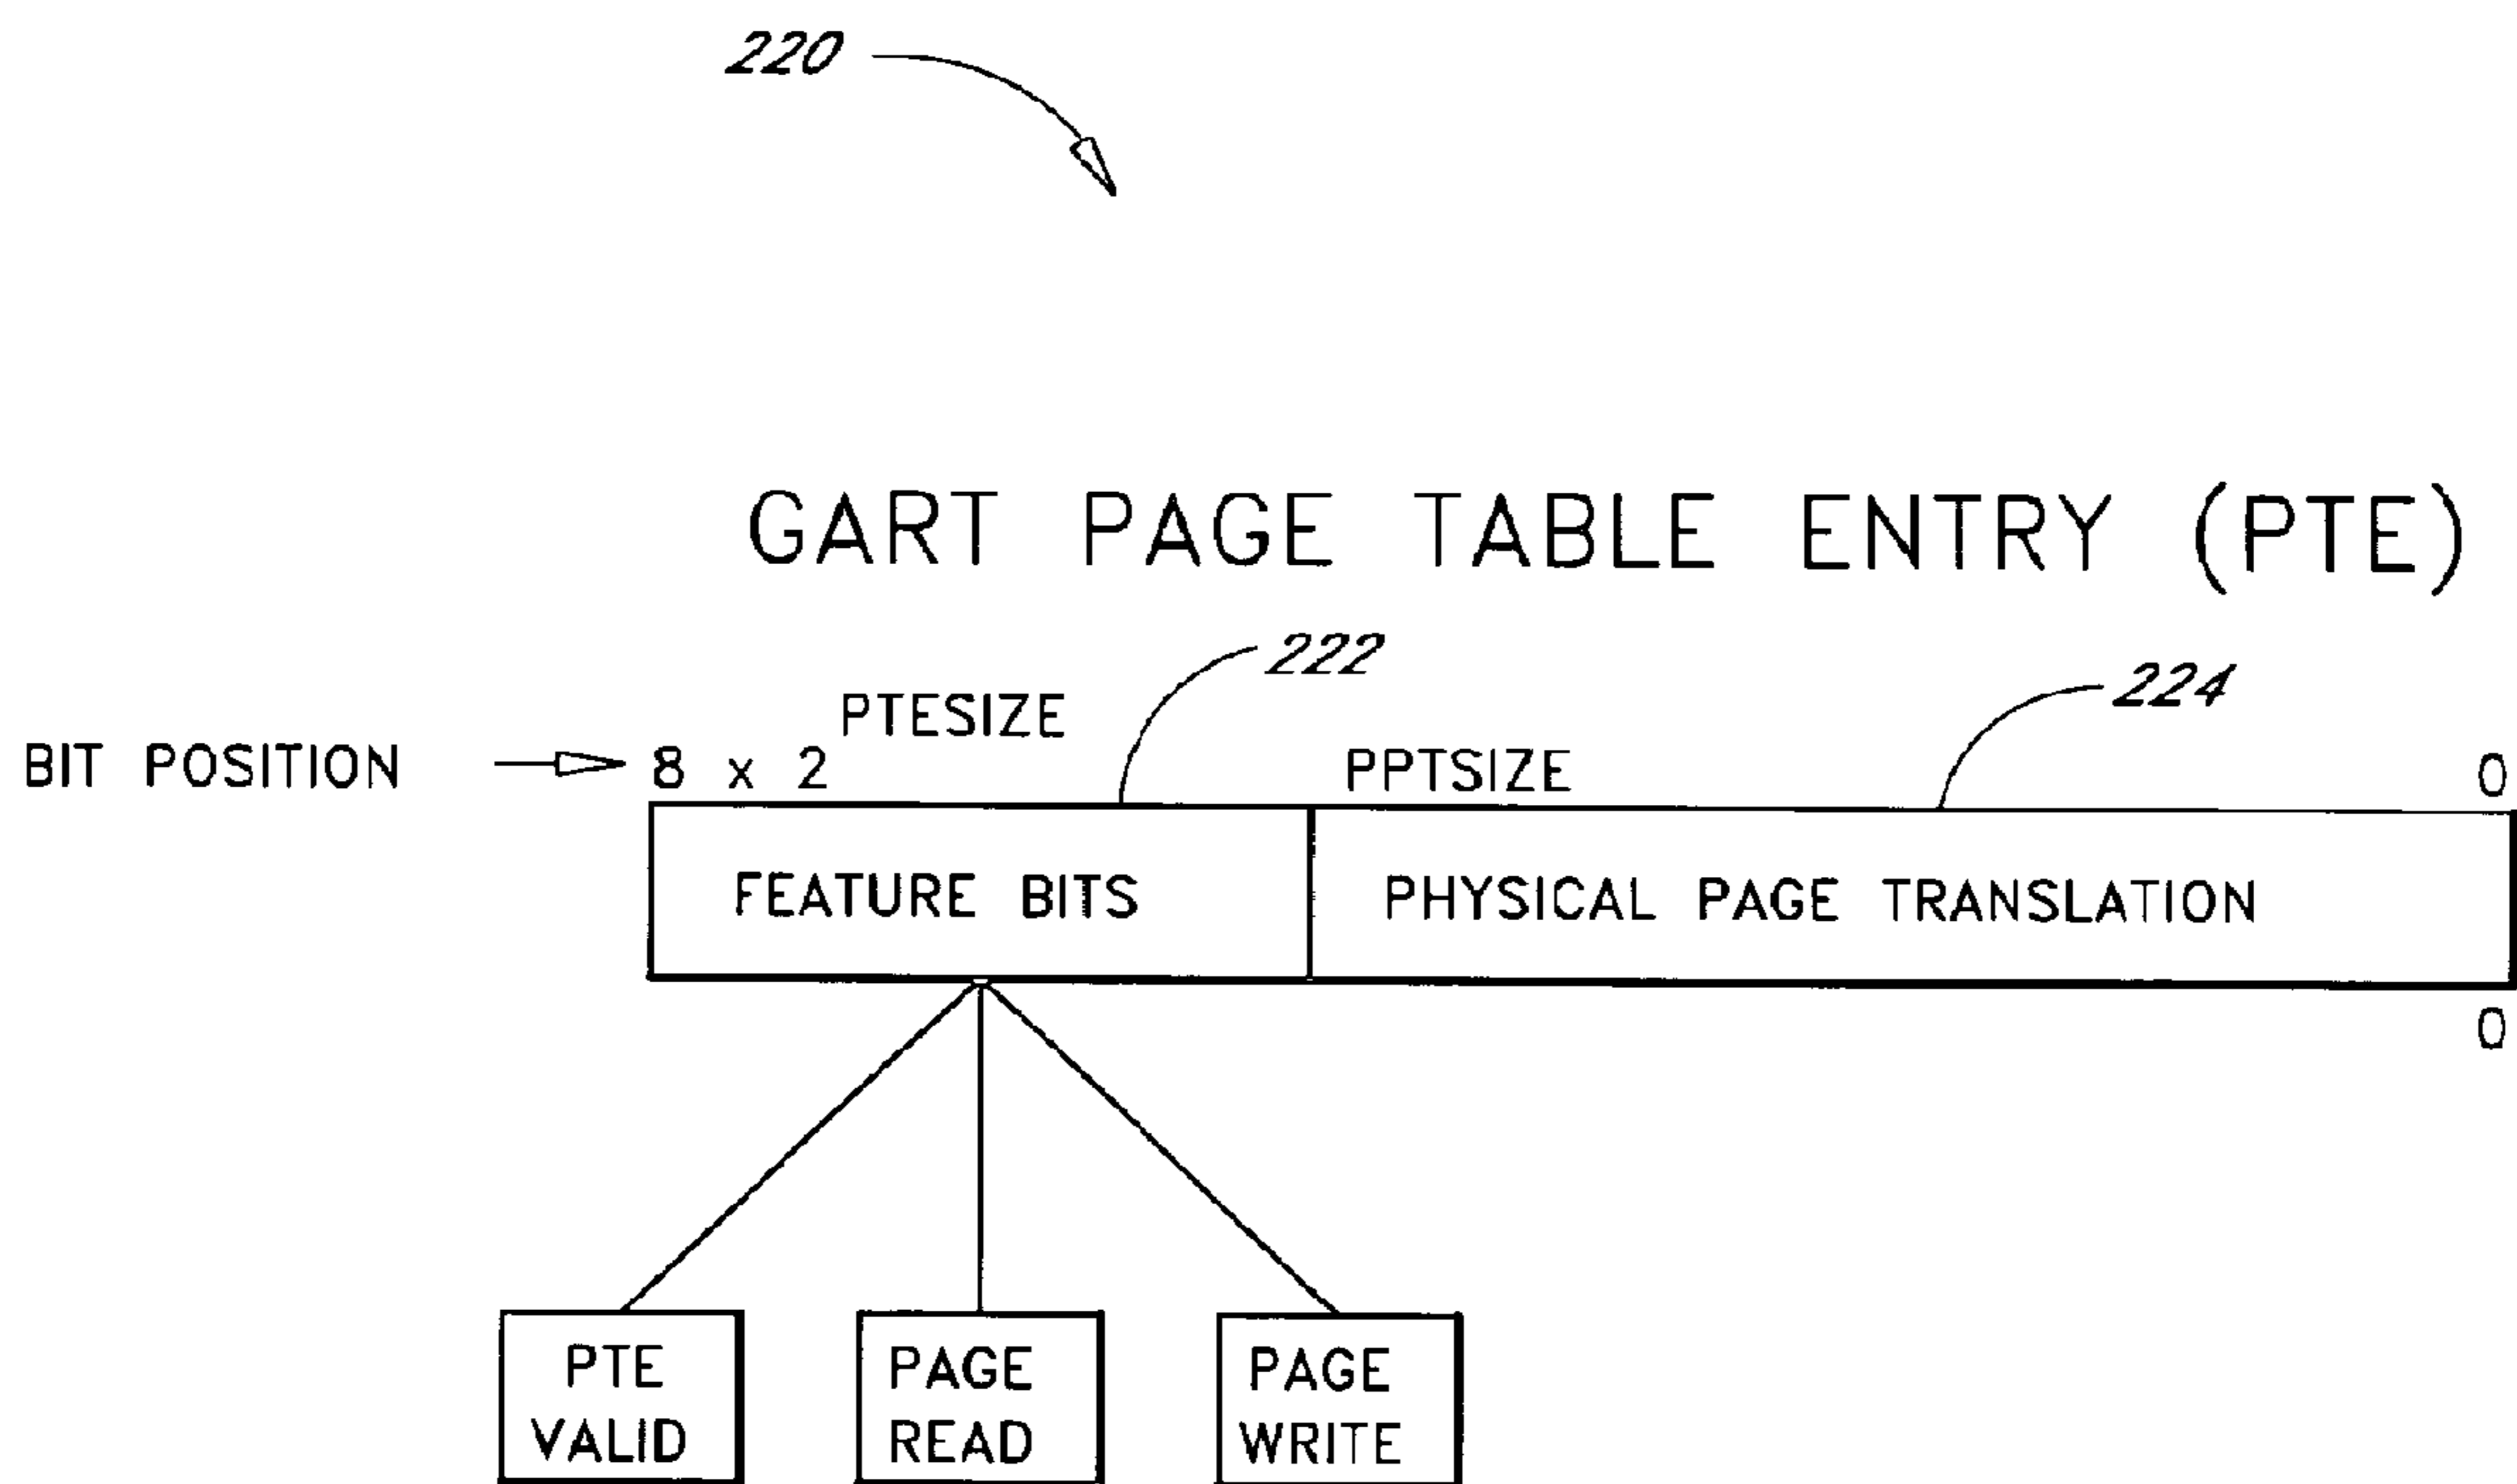 220
GART PAGE TABLE ENTRY (PTE)
222
224
PTESIZE
BIT POSITION 8 x 2 PPTSIZE 0
FEATURE BITS PHYSICAL PAGE TRANSLATION
0
PTE VALID
PAGE READ
PAGE WRITE